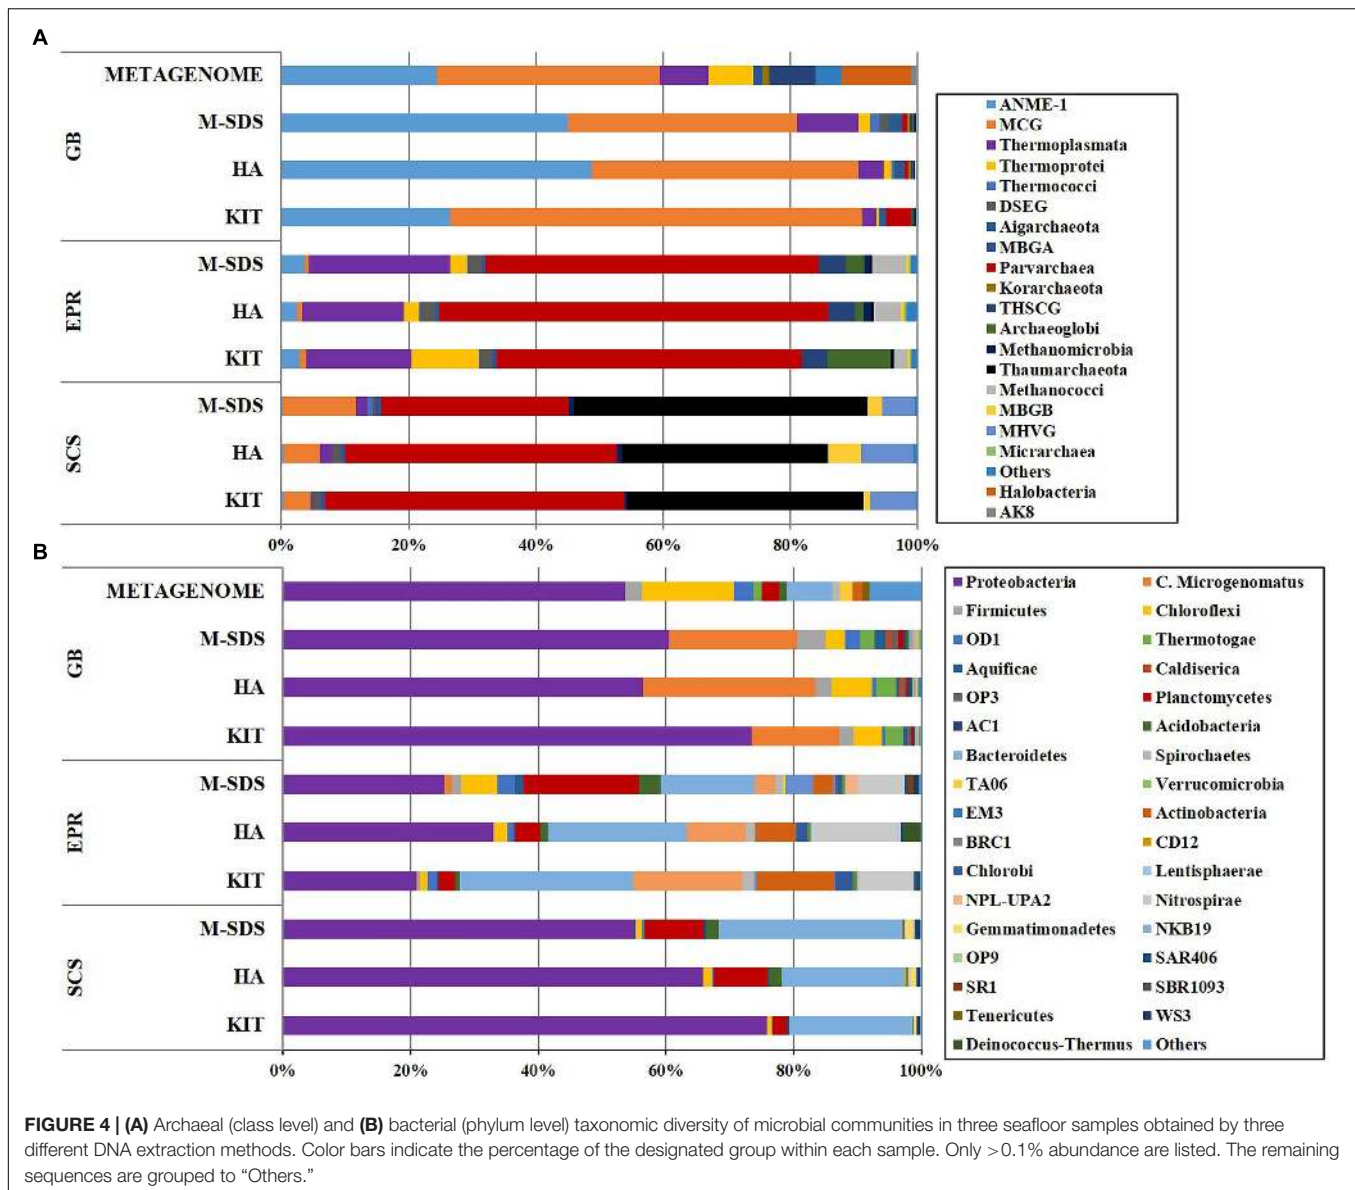 A
METAGENOME
M-SDS
HA
KIT
GB
M-SDS
HA
KIT
EPR
M-SDS
HA
KIT
SCS
0% 20% 40% 60% 80% 100%
ANME-1
MCG
Thermoplasmata
Thermoprotei
Thermococci
DSEG
Aigarchaeota
MBGA
Parvarchaea
Korarchaeota
THSCG
Archaeoglobi
Methanomicrobia
Thaumarchaeota
Methanococci
MBGB
MHVG
Micrarchaea
Others
Halobacteria
AK8
B
METAGENOME
M-SDS
HA
KIT
GB
M-SDS
HA
KIT
EPR
M-SDS
HA
KIT
SCS
0% 20% 40% 60% 80% 100%
Proteobacteria C. Microgenomatus
Firmicutes Chloroflexi
OD1 Thermotogae
Aquificae Caldiserica
OP3 Planctomycetes
AC1 Acidobacteria
Bacteroidetes Spirochaetes
TA06 Verrucomicrobia
EM3 Actinobacteria
BRC1 CD12
Chlorobi Lentisphaerae
NPL-UPA2 Nitrospirae
Gemmatimonadetes NKB19
OP9 SAR406
SR1 SBR1093
Tenericutes WS3
Deinococcus-Thermus Others
FIGURE 4 | (A) Archaeal (class level) and (B) bacterial (phylum level) taxonomic diversity of microbial communities in three seafloor samples obtained by three
different DNA extraction methods. Color bars indicate the percentage of the designated group within each sample. Only >0.1% abundance are listed. The remaining
sequences are grouped to “Others.”